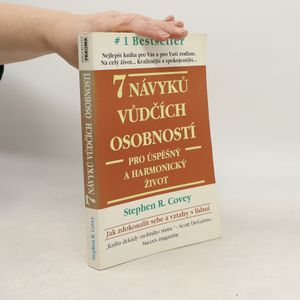 # 1 Bestseller
Nejlepší kniha pro Vás a pro Vaši rodinu.
Na celý život... Kvalitnější a spokojenější...
7 NÁVYKŮ
VŮDČÍCH
OSOBNOSTÍ
PRO ÚSPĚŠNÝ
A HARMONICKÝ
ŽIVOT
Stephen R. Covey
Jak zdokonalit sebe a vztahy s lidmi
„Kniha dekády osobního růstu.“ – Scott DeGarmo,
Succes magazine
PRAGMA
7 NÁVYKŮ VŮDČÍCH OSOBNOSTÍ
Covey R. Stephen